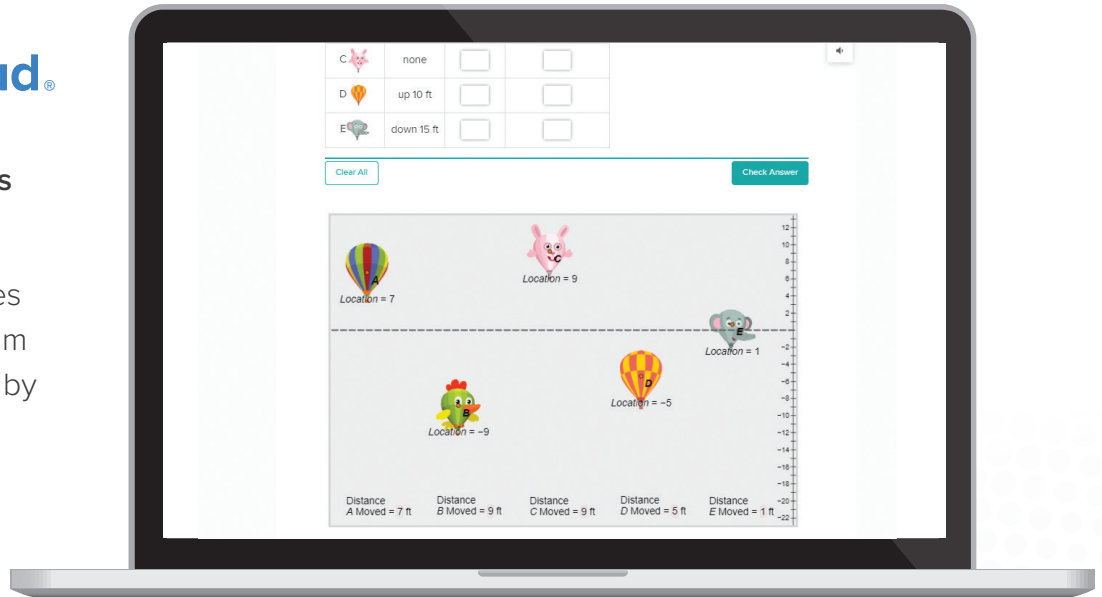 ud®
s
es
m
by
C none
D up 10 ft
E down 15 ft
Clear All Check Answer
12
10
8
6
4
2
-2
-4
-6
-8
-10
-12
-14
-16
-18
-20
-22
A
Location = 7
C
Location = 9
E
Location = 1
D
Location = −5
B
Location = −9
Distance Distance Distance Distance Distance
A Moved = 7 ft B Moved = 9 ft C Moved = 9 ft D Moved = 5 ft E Moved = 1 ft